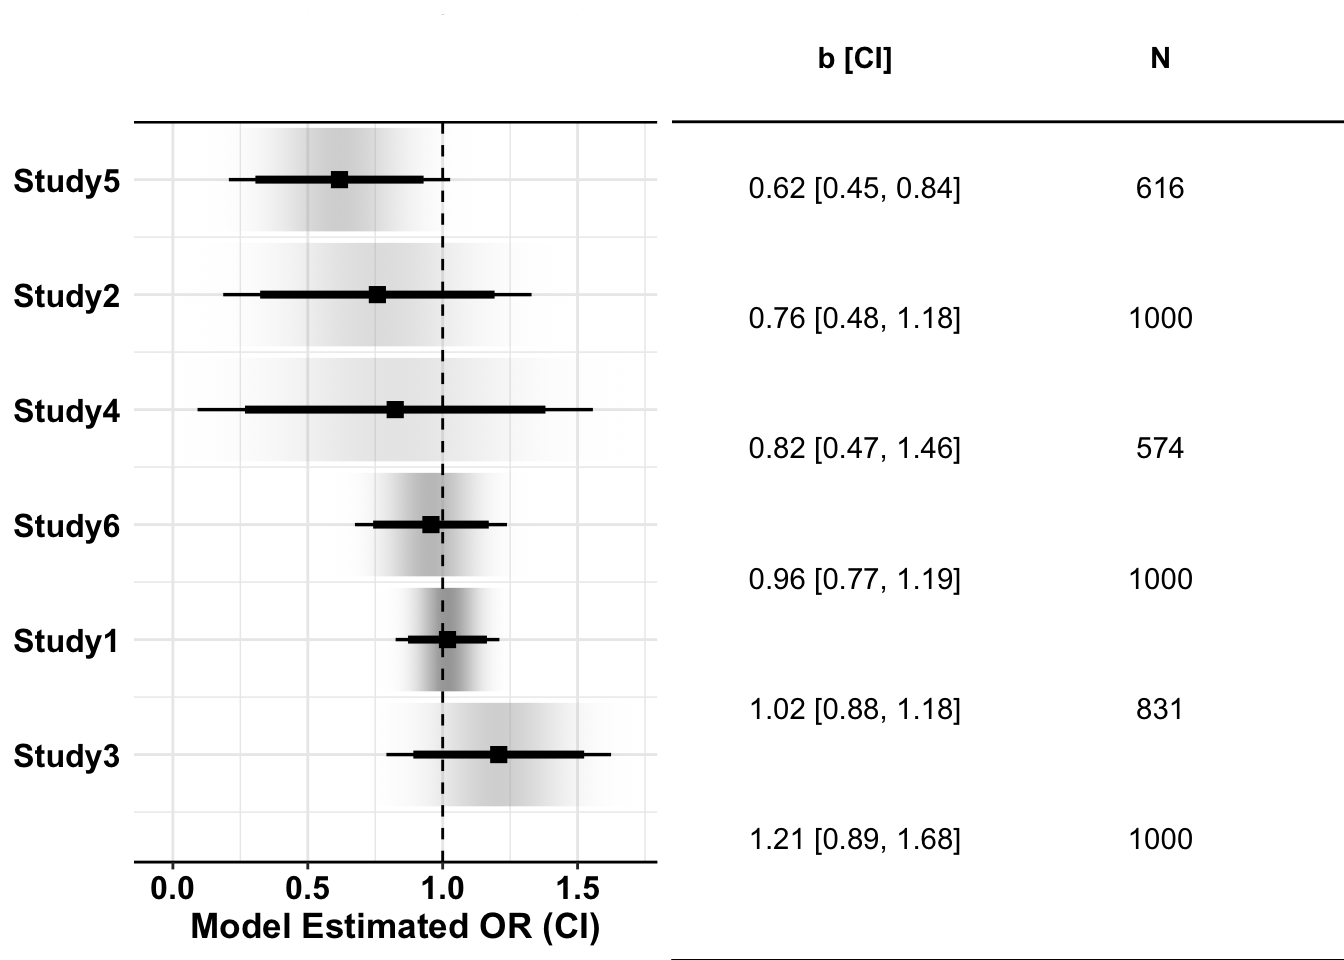 b [CI] N
Study5 0.62 [0.45, 0.84] 616
Study2 0.76 [0.48, 1.18] 1000
Study4 0.82 [0.47, 1.46] 574
Study6 0.96 [0.77, 1.19] 1000
Study1 1.02 [0.88, 1.18] 831
Study3 1.21 [0.89, 1.68] 1000
0.0 0.5 1.0 1.5
Model Estimated OR (CI)